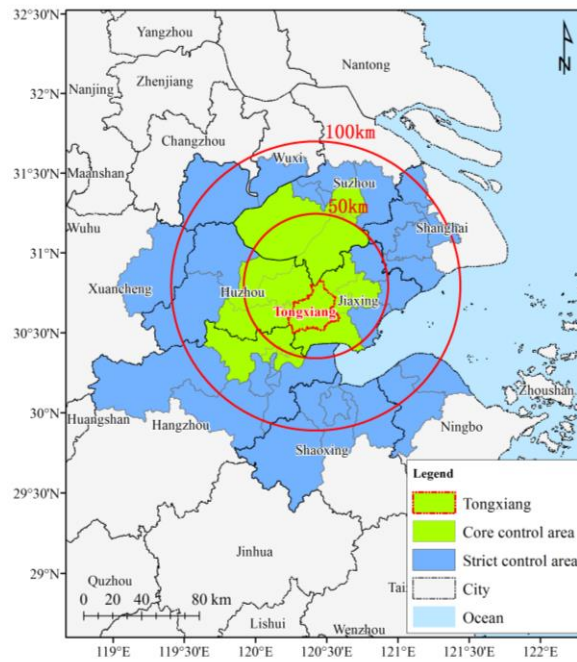 32°30'N
Yangzhou
Nantong
N
Zhenjiang
32°N
Nanjing
Changzhou
100km
Wuxi
Maanshan
31°30'N
Suzhou
50km
Wuhu
Shanghai
31°N
Xuancheng
Huzhou
Jiaxing
Tongxiang
30°30'N
Zhoushan
30°N
Huangshan
Hangzhou
Ningbo
Shaoxing
Legend
29°30'N
Tongxiang
Core control area
Jinhua
Strict control area
29°N
Quzhou
Tai
City
0 20 40 80 km
Ocean
Lishui
Wenzhou
119°E 119°30'E 120°E 120°30'E 121°E 121°30'E 122°E